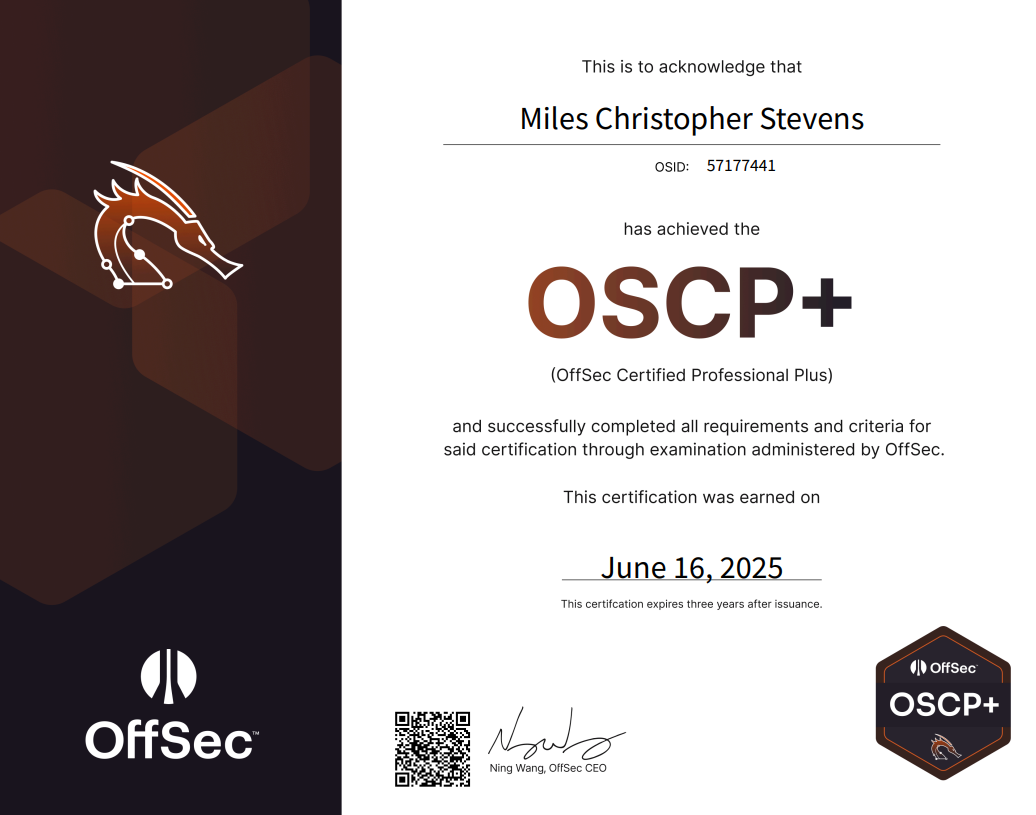 This is to acknowledge that
Miles Christopher Stevens
OSID: 57177441
has achieved the
OSCP+
(OffSec Certified Professional Plus)
and successfully completed all requirements and criteria for
said certification through examination administered by OffSec.
This certification was earned on
June 16, 2025
This certifcation expires three years after issuance.
OffSec™
Ning Wang, OffSec CEO
OffSec
OSCP+